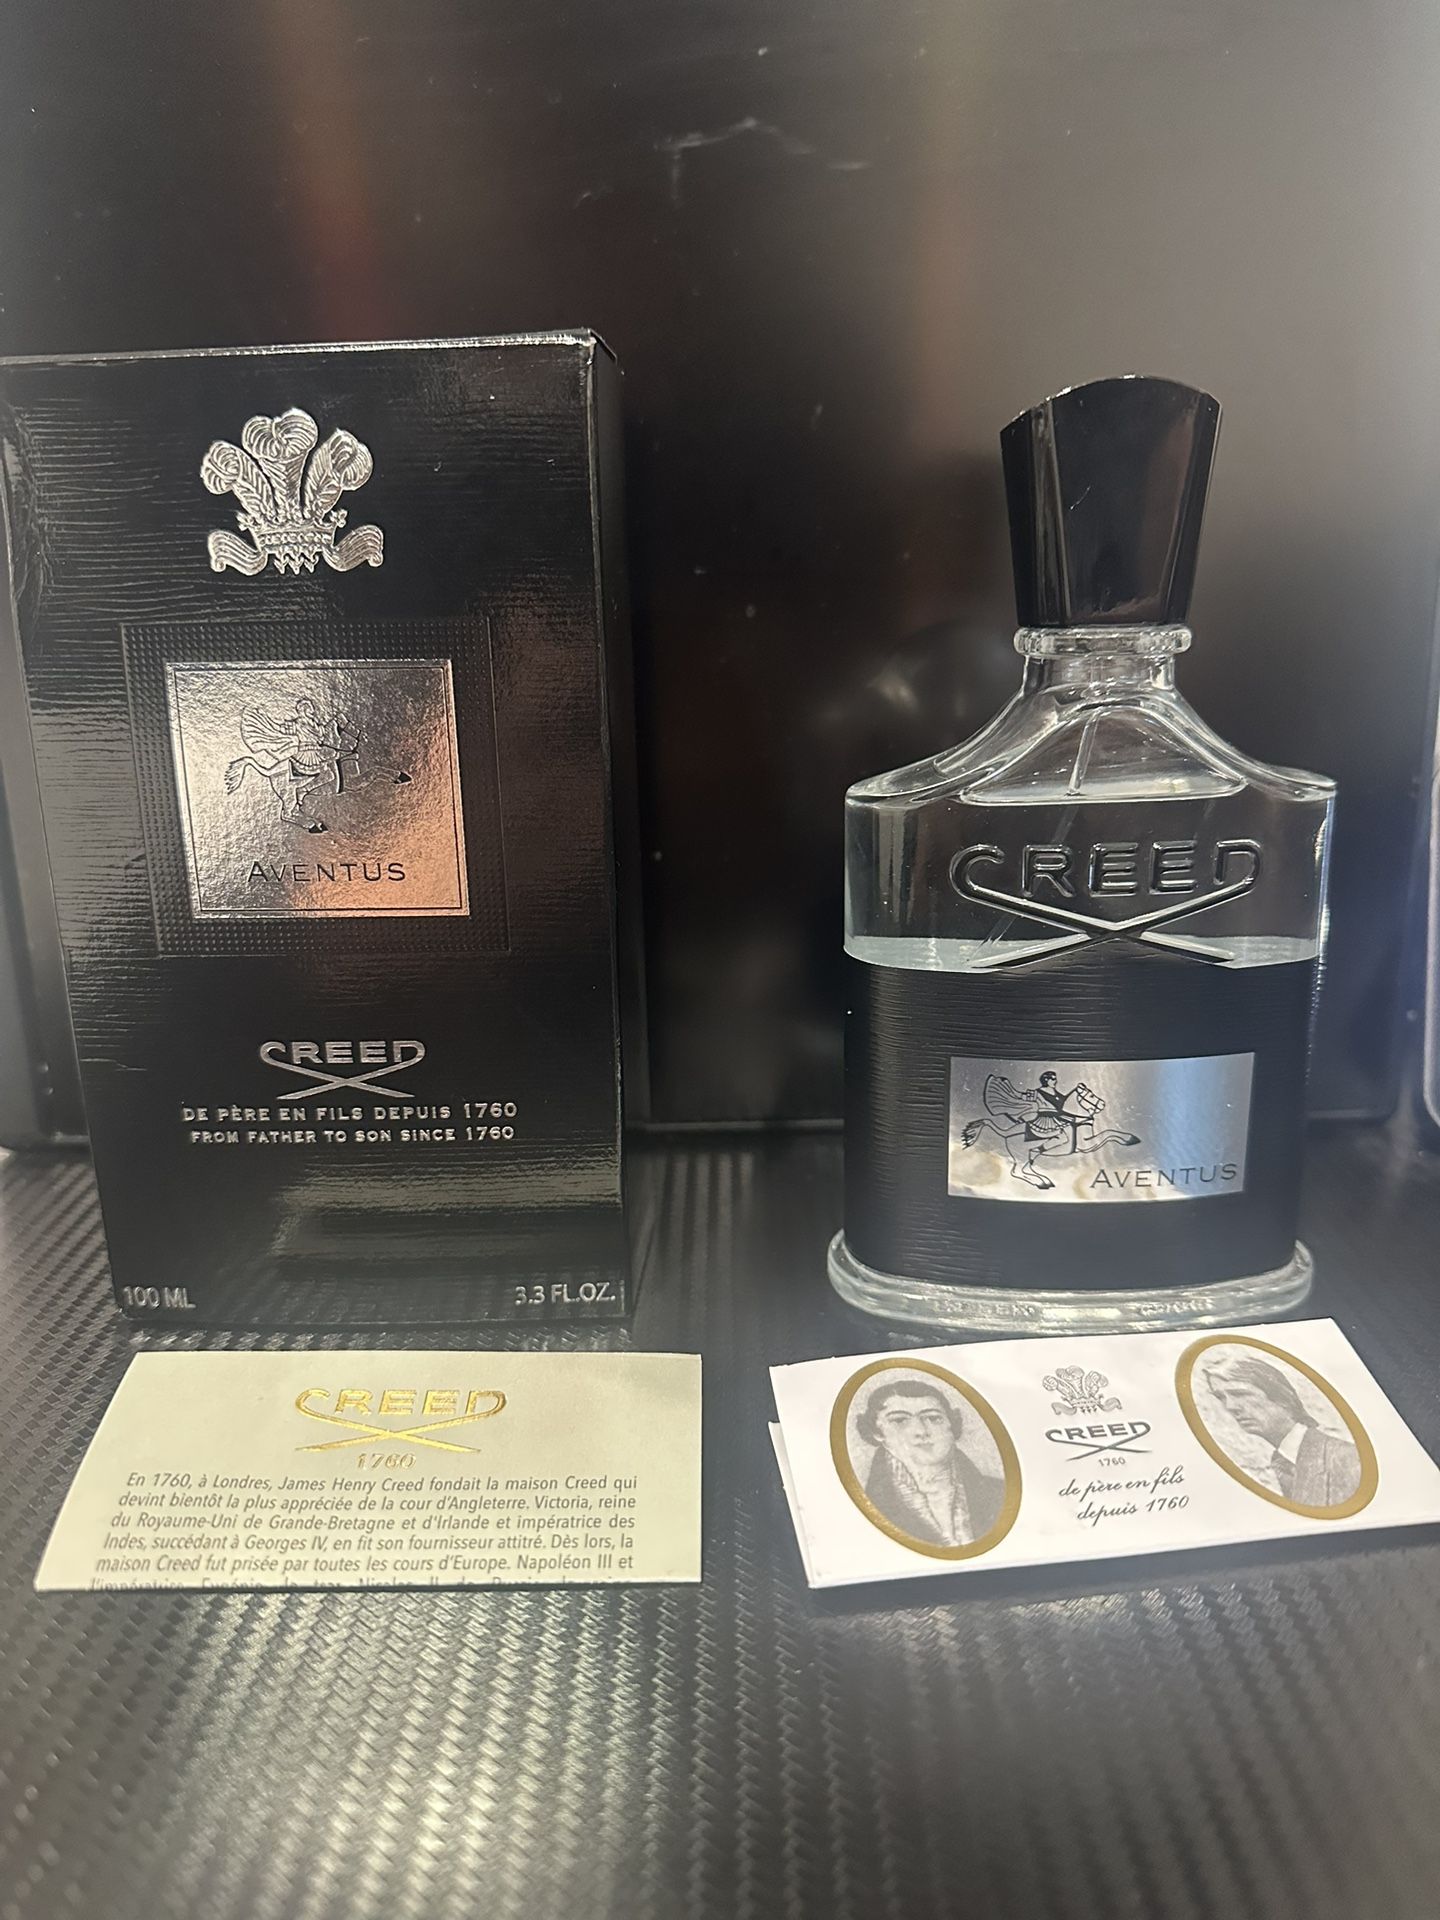 AVENTUS
CREED
DE PÈRE EN FILS DEPUIS 1760
FROM FATHER TO SON SINCE 1760
100 ML
3.3 FL.OZ.
CREED
AVENTUS
CREED
1760
En 1760, à Londres, James Henry Creed fondait la maison Creed qui
devint bientôt la plus appréciée de la cour d'Angleterre. Victoria, reine
du Royaume-Uni de Grande-Bretagne et d'Irlande et impératrice des
Indes, succédant à Georges IV, en fit son fournisseur attitré. Dès lors, la
maison Creed fut prisée par toutes les cours d'Europe. Napoléon III et
CREED
1760
de père en fils
depuis 1760